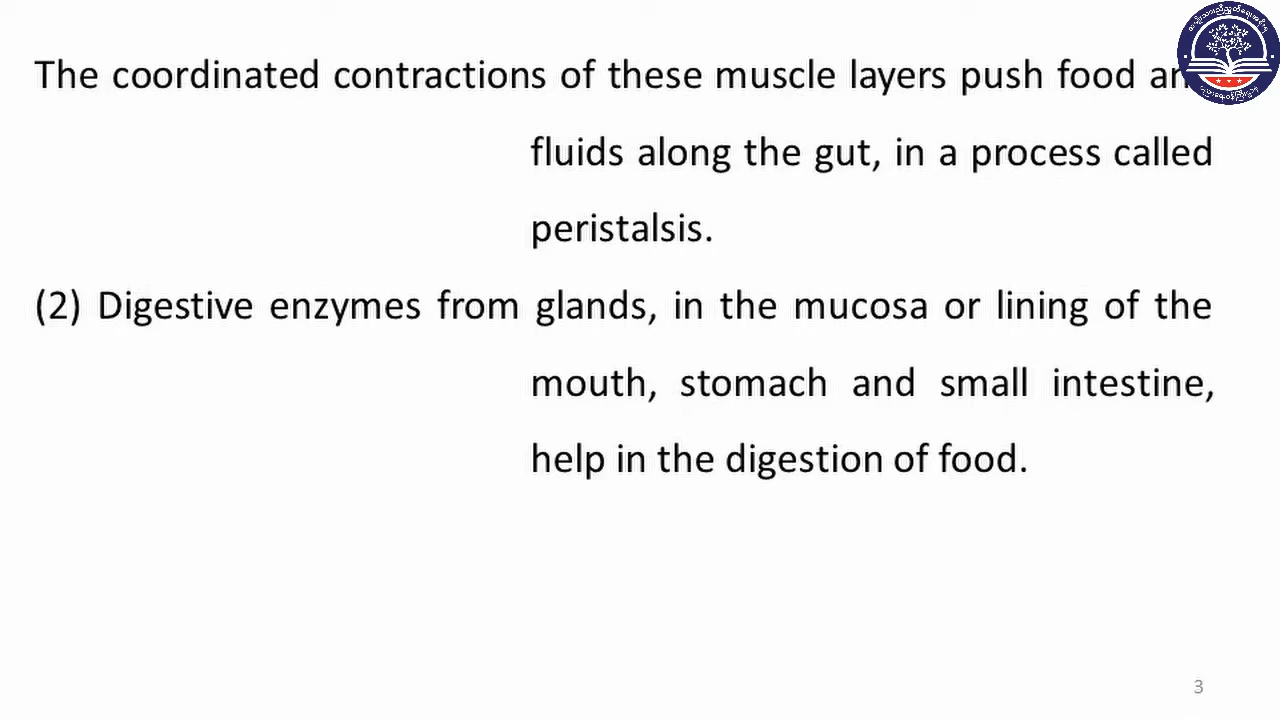 The coordinated contractions of these muscle layers push food
fluids along the gut, in a process called
peristalsis.
(2) Digestive enzymes from glands, in the mucosa or lining of the
mouth, stomach and small intestine,
help in the digestion of food.
3